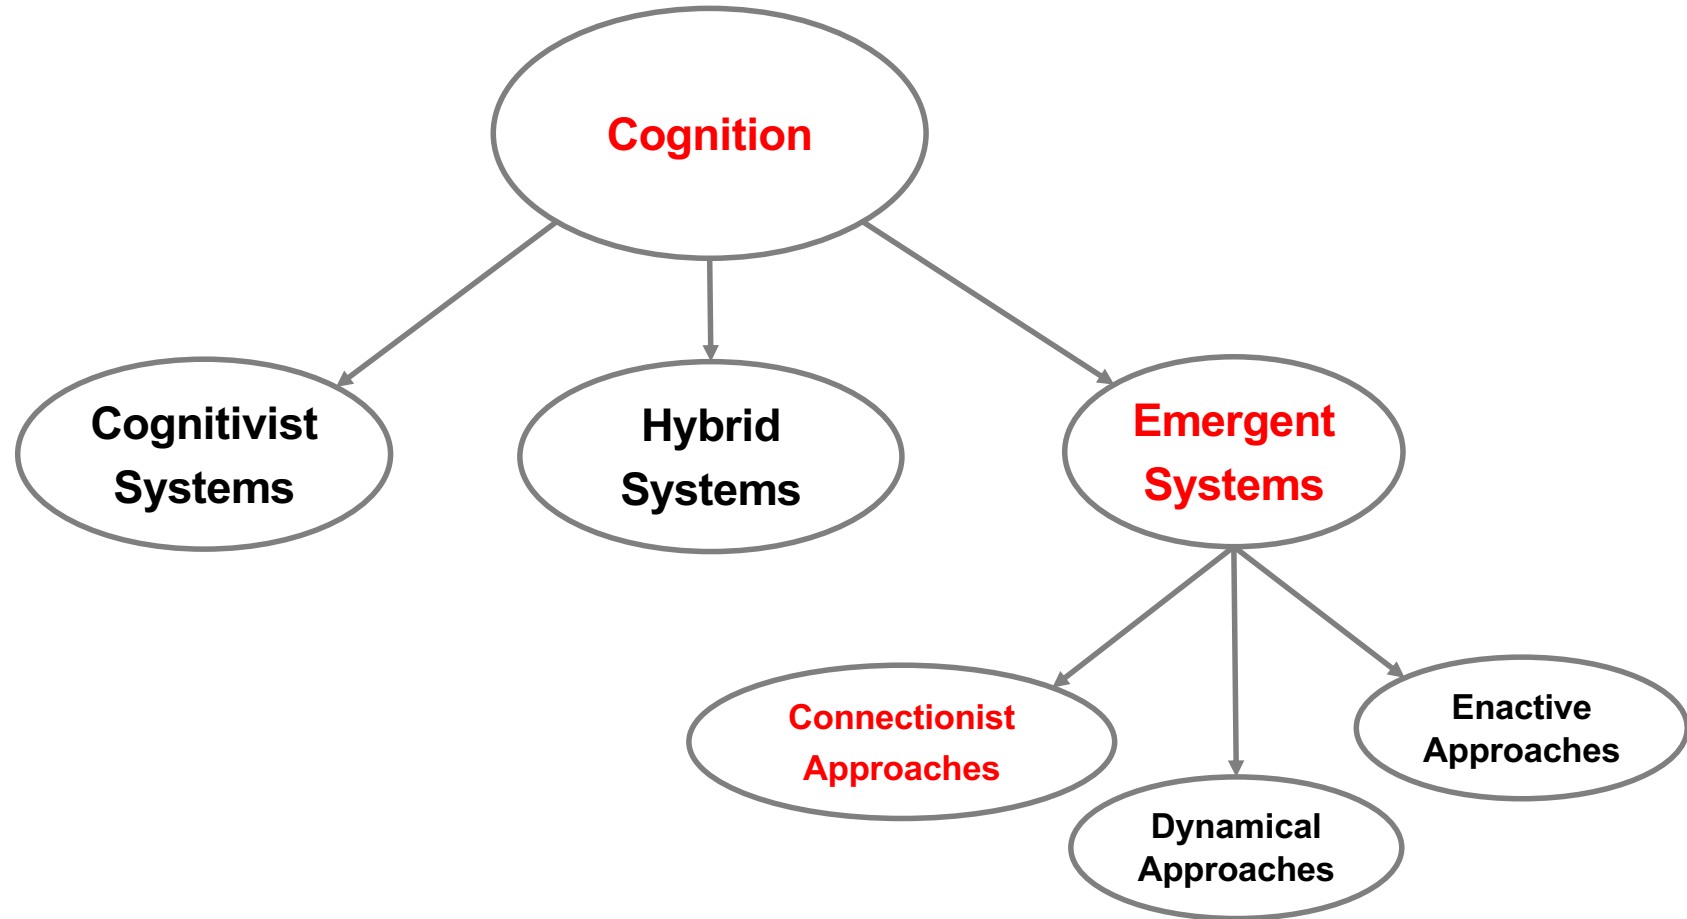 Cognition
Cognitivist
Systems
Hybrid
Systems
Emergent
Systems
Connectionist
Approaches
Dynamical
Approaches
Enactive
Approaches